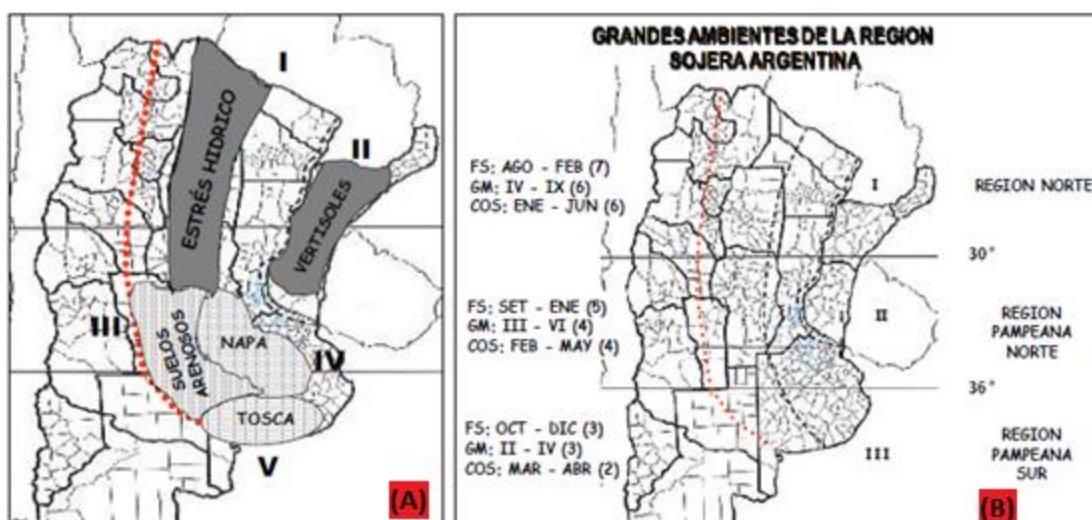 I
ESTRÉS HIDRICO
II
VERTISOLES
III
SUELOS
ARENOSOS
NAPA
IV
TOSCA
V
(A)
GRANDES AMBIENTES DE LA REGION
SOJERA ARGENTINA
FS: AGO - FEB (7)
GM: IV - IX (6)
COS: ENE - JUN (6)
I
REGION NORTE
30°
FS: SET - ENE (5)
GM: III - VI (4)
COS: FEB - MAY (4)
II
REGION
PAMPEANA
NORTE
36°
FS: OCT - DIC (3)
GM: II - IV (3)
COS: MAR - ABR (2)
III
REGION
PAMPEANA
SUR
(B)